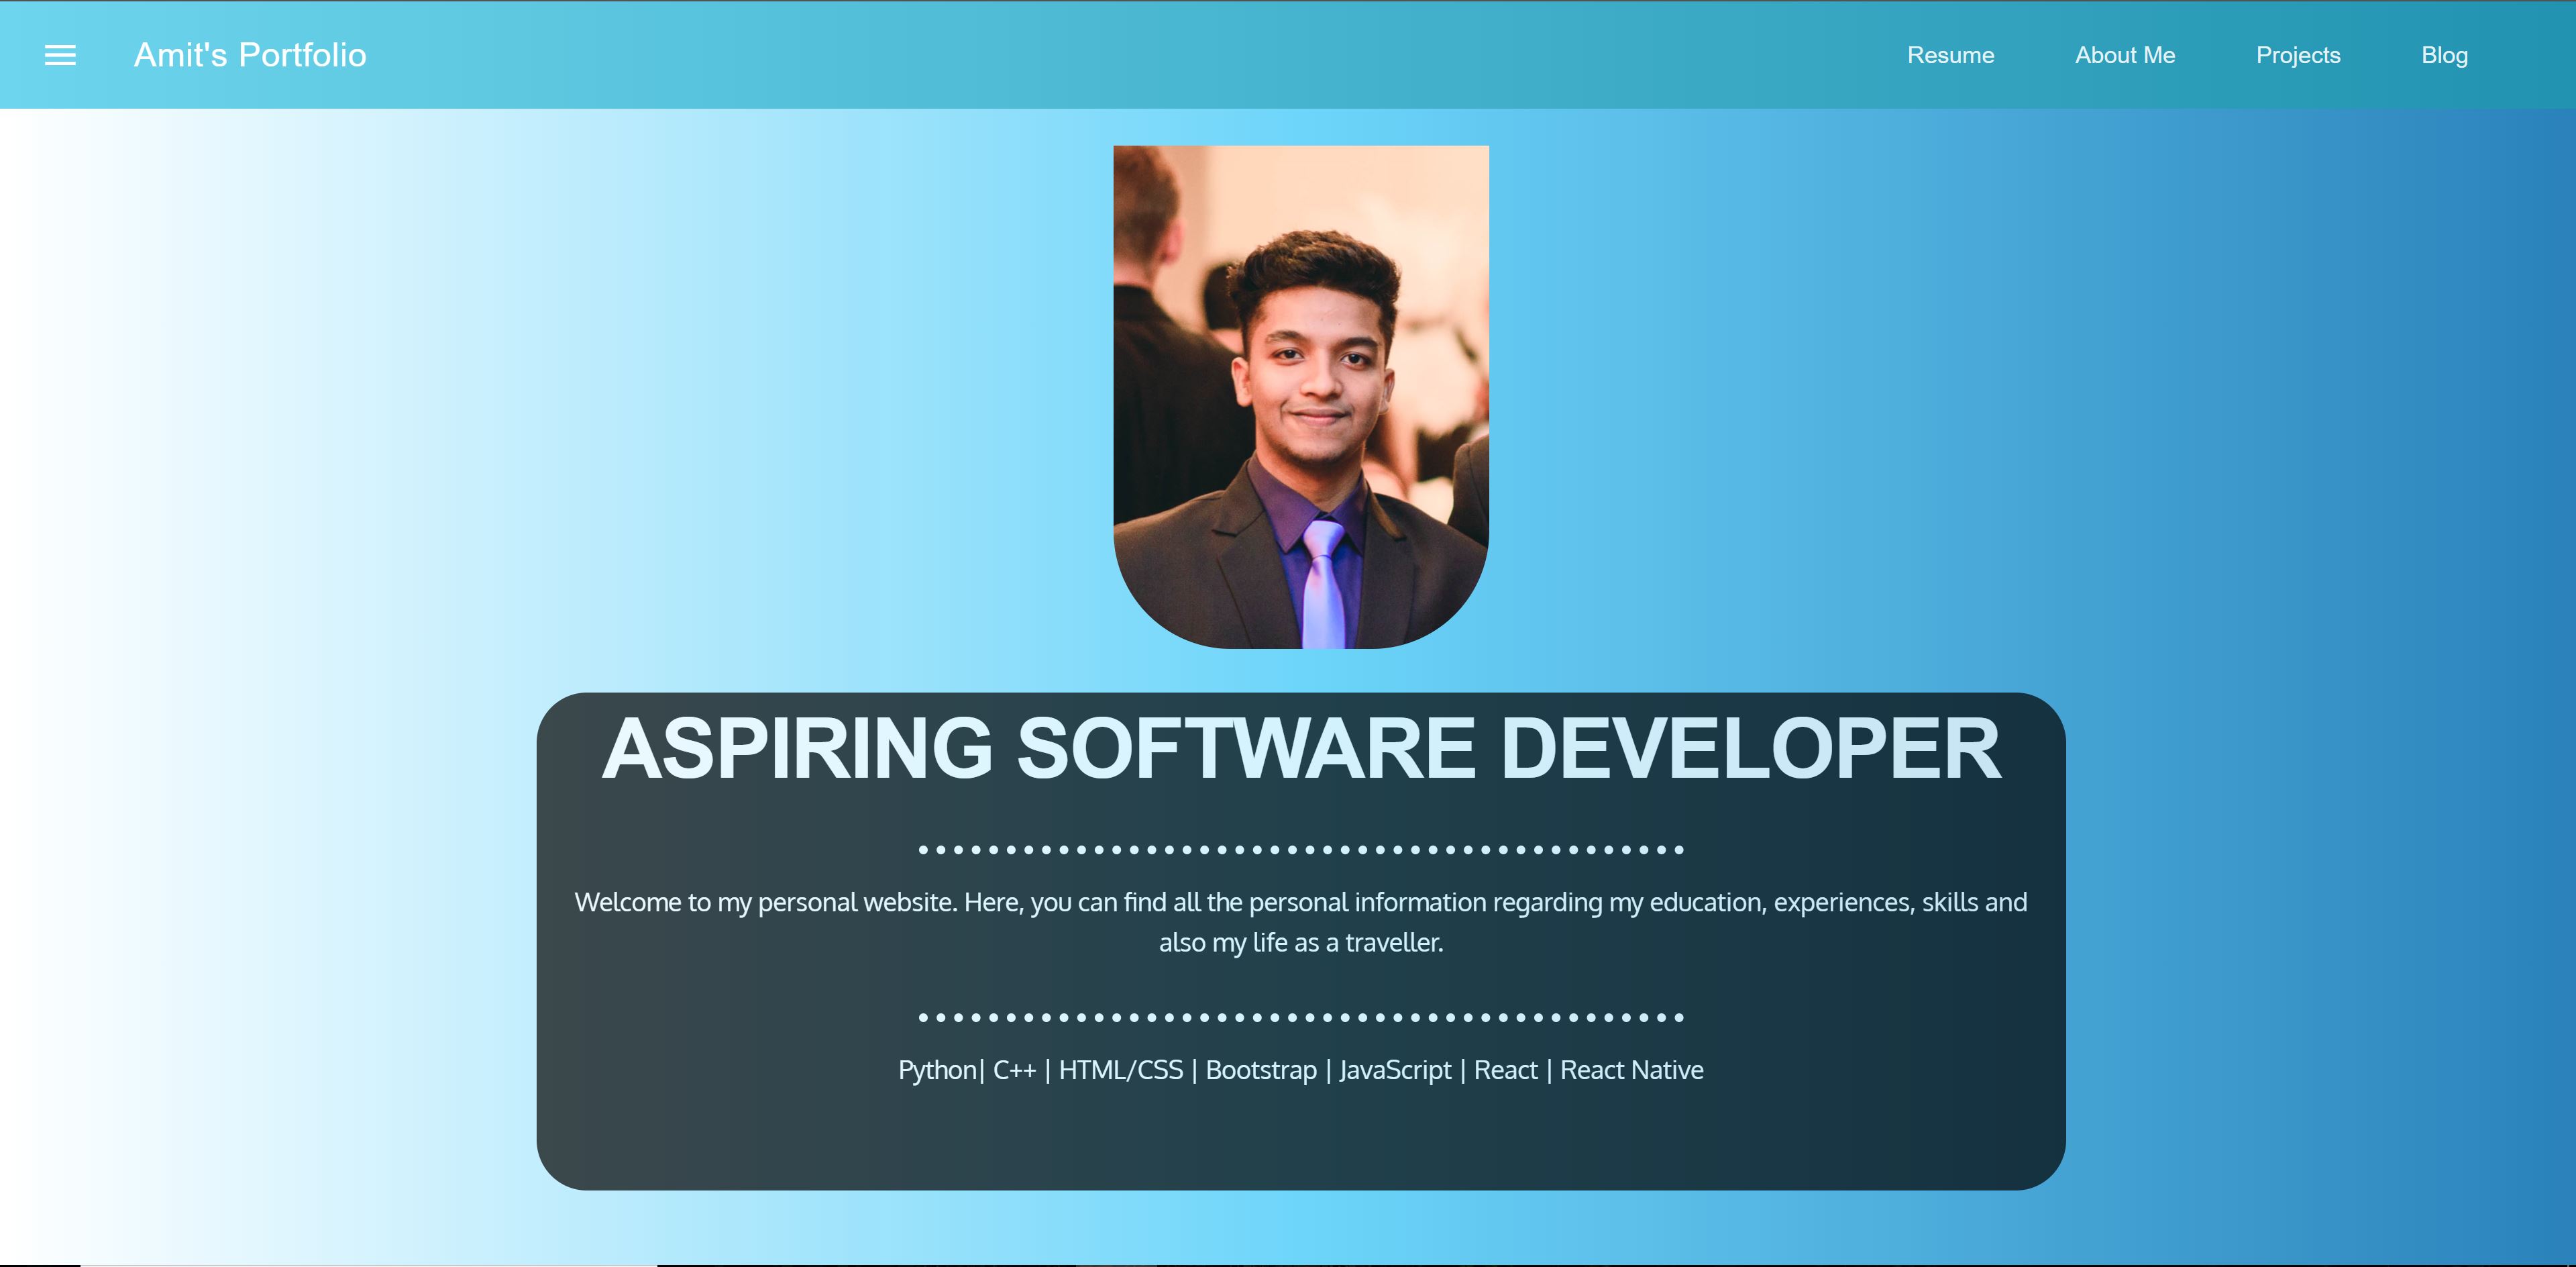 Amit's Portfolio
Resume
About Me
Projects
Blog
ASPIRING SOFTWARE DEVELOPER
Welcome to my personal website. Here, you can find all the personal information regarding my education, experiences, skills and
also my life as a traveller.
Python| C++ | HTML/CSS | Bootstrap | JavaScript | React | React Native